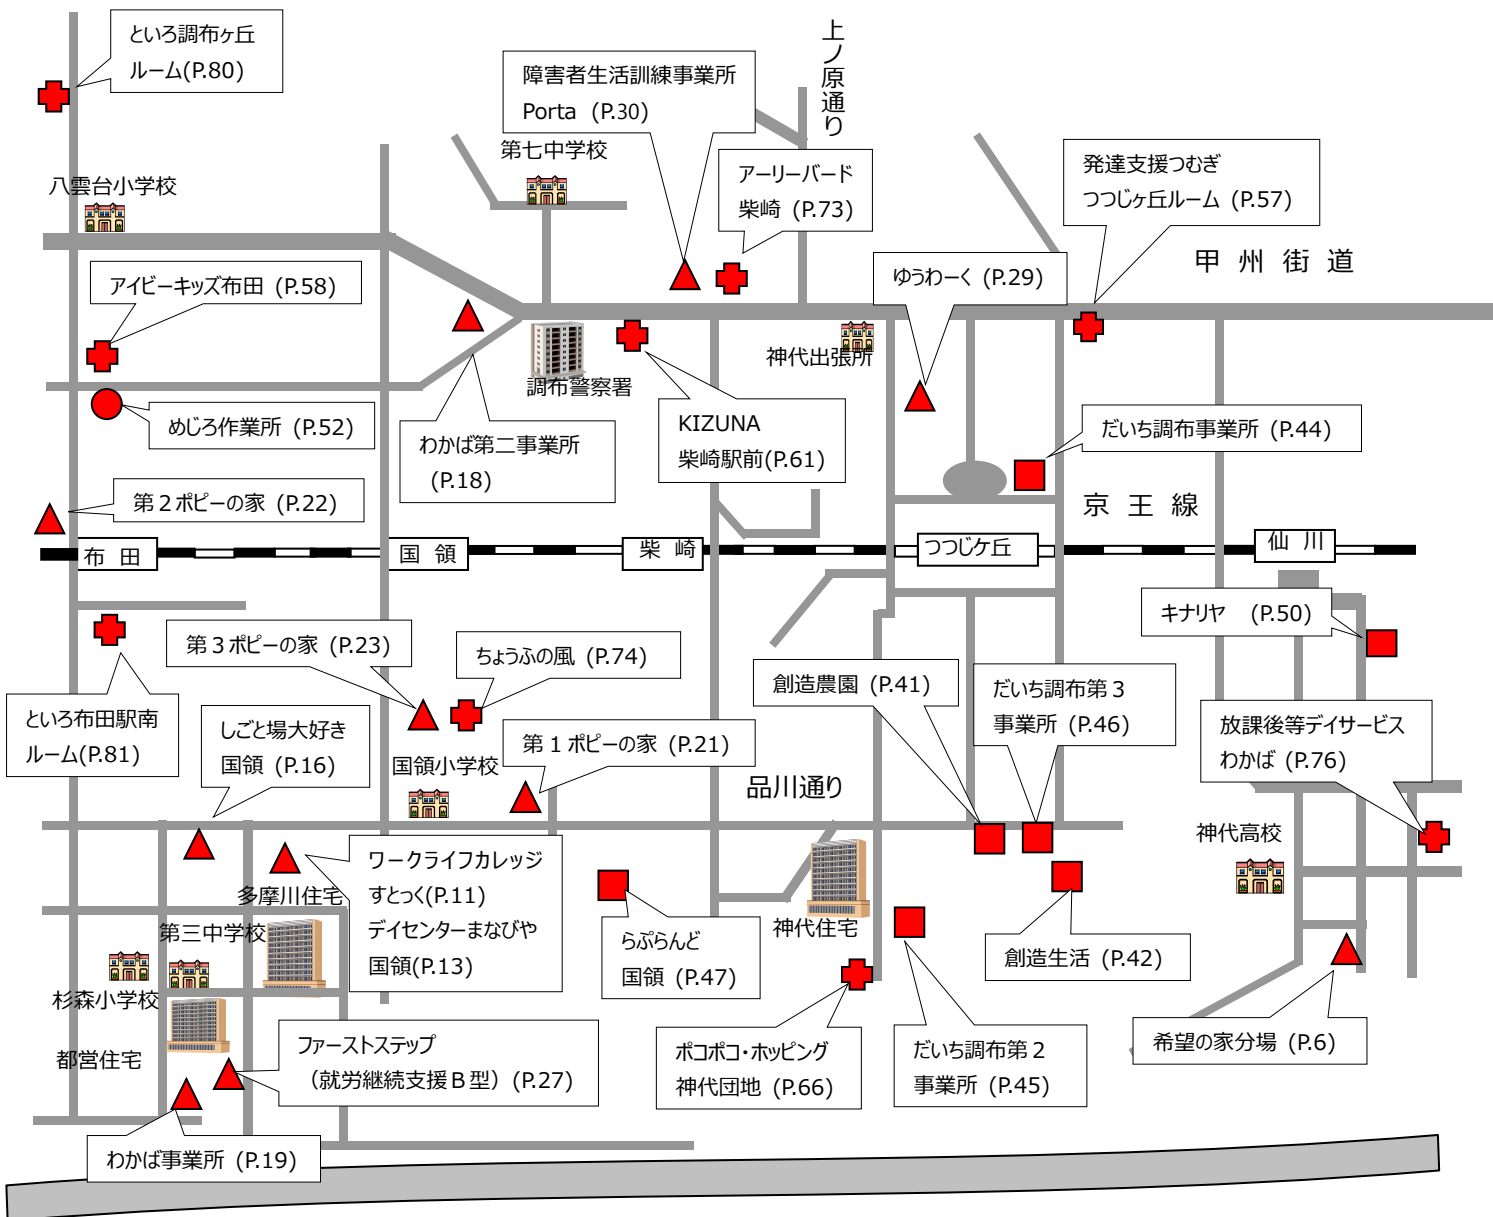 といろ調布ヶ丘
ルーム(P.80)
障害者生活訓練事業所
Porta (P.30)
上ノ原通り
第七中学校
アーリーバード
柴崎 (P.73)
発達支援つむぎ
つつじヶ丘ルーム (P.57)
八雲台小学校
甲州街道
アイビーキッズ布田 (P.58)
ゆうわーく (P.29)
神代出張所
調布警察署
めじろ作業所 (P.52)
わかば第二事業所
(P.18)
KIZUNA
柴崎駅前(P.61)
だいち調布事業所 (P.44)
第２ポピーの家 (P.22)
京王線
布田
国領
柴崎
つつじケ丘
仙川
キナリヤ (P.50)
第３ポピーの家 (P.23)
ちょうふの風 (P.74)
創造農園 (P.41)
だいち調布第３
事業所 (P.46)
といろ布田駅南
ルーム(P.81)
しごと場大好き
国領 (P.16)
第１ポピーの家 (P.21)
放課後等デイサービス
わかば (P.76)
国領小学校
品川通り
神代高校
ワークライフカレッジ
すとっく(P.11)
デイセンターまなびや
国領(P.13)
多摩川住宅
第三中学校
らぷらんど
国領 (P.47)
神代住宅
創造生活 (P.42)
杉森小学校
都営住宅
ファーストステップ
（就労継続支援Ｂ型）(P.27)
ポコポコ・ホッピング
神代団地 (P.66)
だいち調布第２
事業所 (P.45)
希望の家分場 (P.6)
わかば事業所 (P.19)